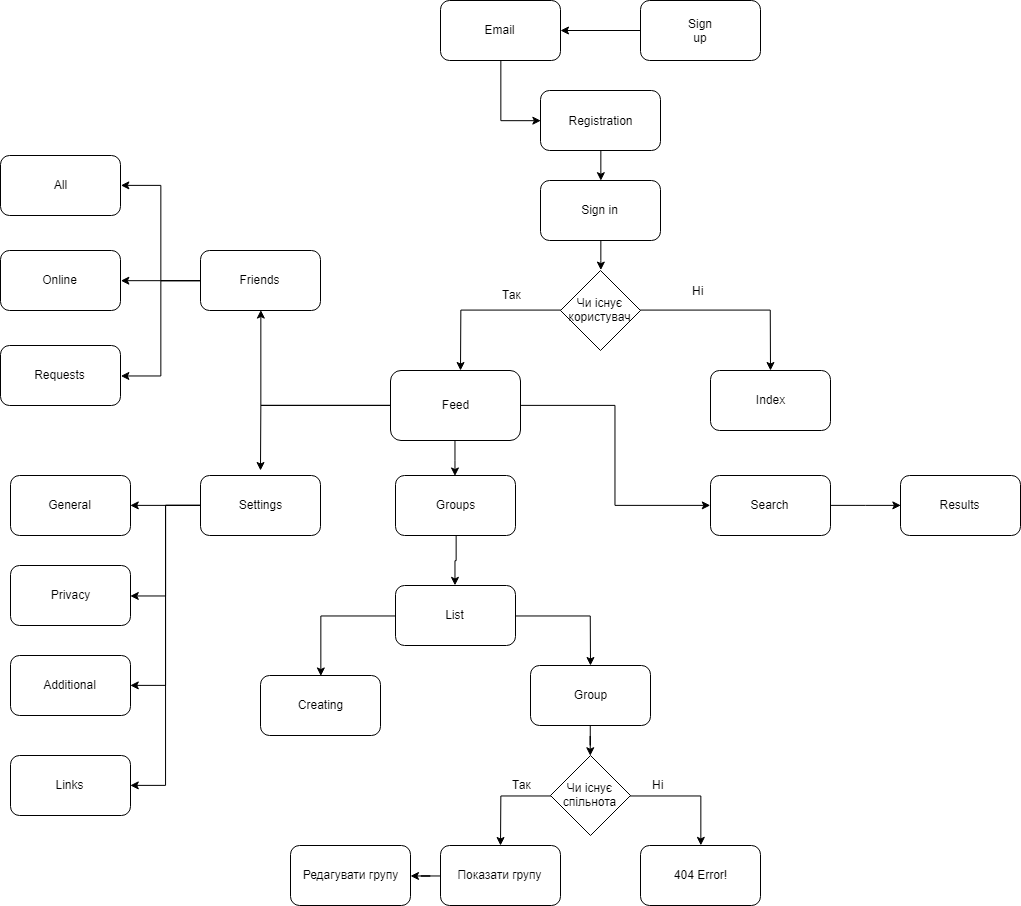 Email
Sign
up
Registration
All
Sign in
Online
Friends
Так
Ні
Чи існує
користувач
Requests
Feed
Index
General
Settings
Groups
Search
Results
Privacy
List
Additional
Creating
Group
Links
Так
Чи існує
спільнота
Ні
Редагувати групу
Показати групу
404 Error!